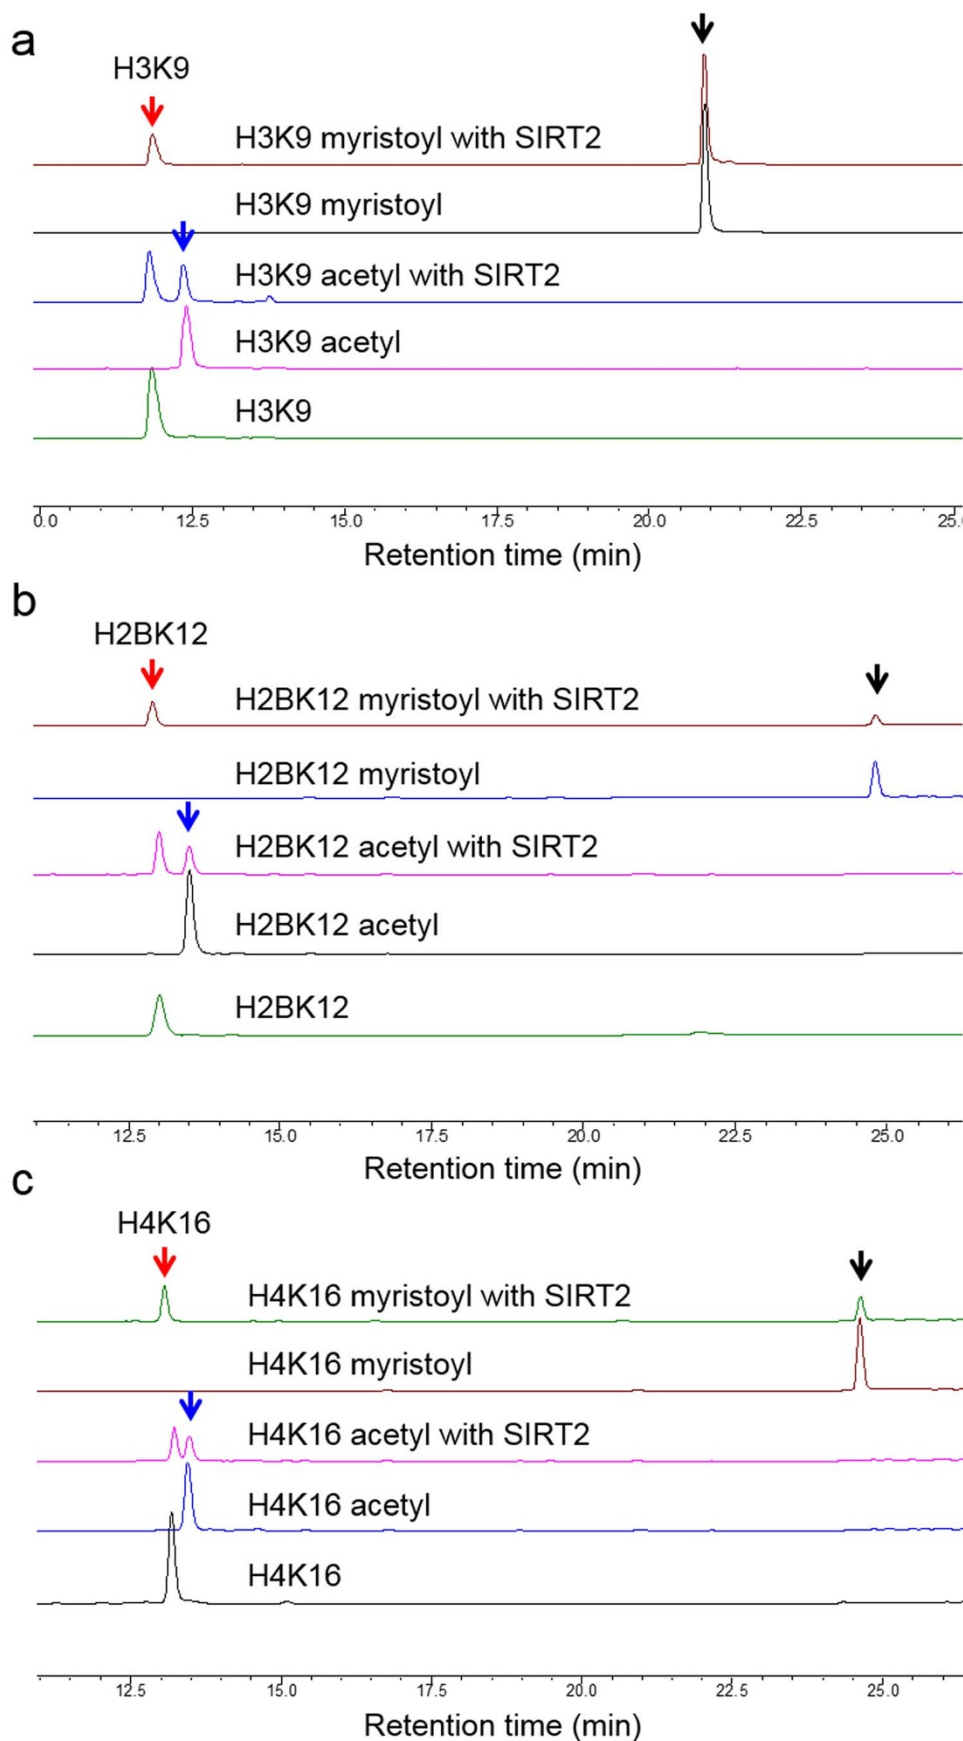 a
H3K9
H3K9 myristoyl with SIRT2
H3K9 myristoyl
H3K9 acetyl with SIRT2
H3K9 acetyl
H3K9
0.0 12.5 15.0 17.5 20.0 22.5 25.0
Retention time (min)
b
H2BK12
H2BK12 myristoyl with SIRT2
H2BK12 myristoyl
H2BK12 acetyl with SIRT2
H2BK12 acetyl
H2BK12
12.5 15.0 17.5 20.0 22.5 25.0
Retention time (min)
c
H4K16
H4K16 myristoyl with SIRT2
H4K16 myristoyl
H4K16 acetyl with SIRT2
H4K16 acetyl
H4K16
12.5 15.0 17.5 20.0 22.5 25.0
Retention time (min)